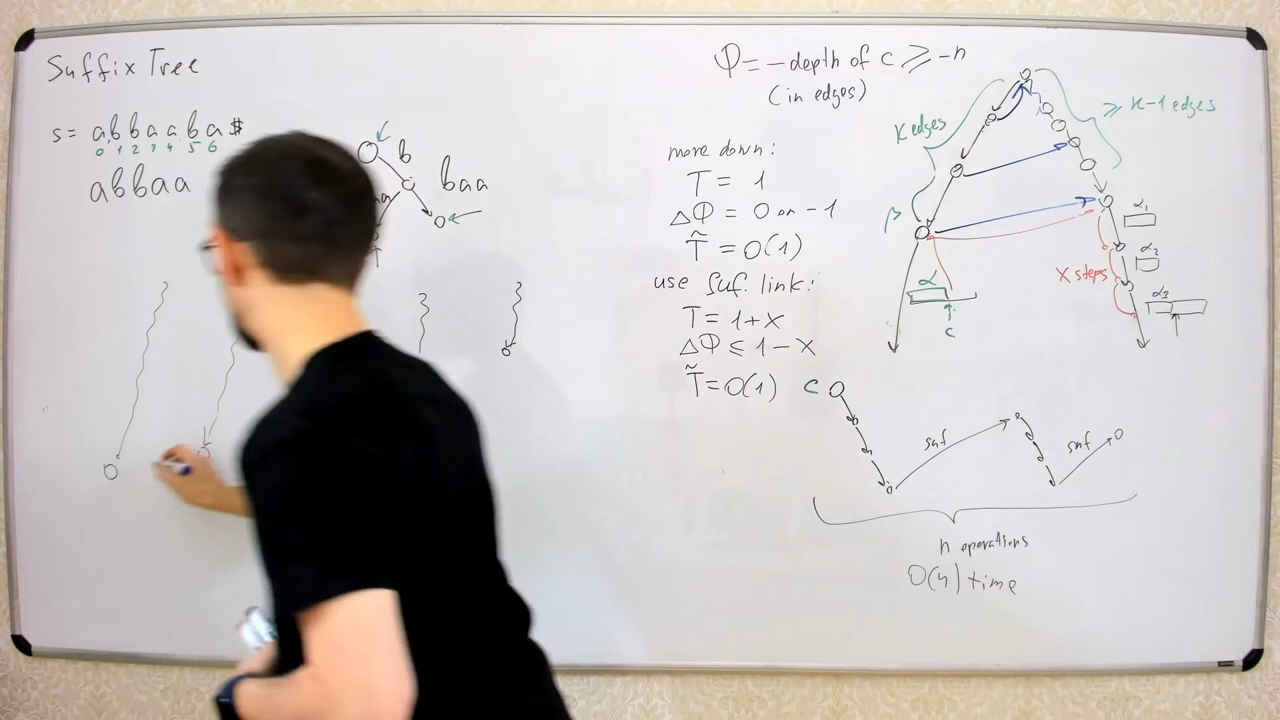 Suffix Tree
s= abbaaba$
0 1 2 3 4 5 6
abbaa
b
baa
Φ = - depth of c ⩾ -n
(in edges)
more down:
T = 1
ΔΦ = 0 or -1
T̃ = O(1)
use suf. link:
T = 1+x
ΔΦ ⩽ 1 - x
T̃ = O(1)
K edges
⩾ K-1 edges
β
α
c
α₁
α₂
α₃
x steps
c
suf
suf
n operations
O(n) time